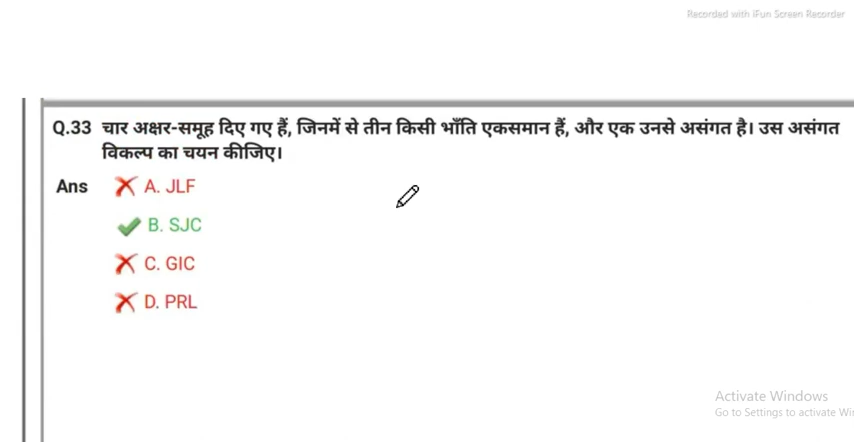 Recorded with iFun Screen Recorder
Q.33 चार अक्षर-समूह दिए गए हैं, जिनमें से तीन किसी भाँति एकसमान हैं, और एक उनसे असंगत है। उस असंगत
विकल्प का चयन कीजिए।
Ans A. JLF
B. SJC
C. GIC
D. PRL
Activate Windows
Go to Settings to activate Wi